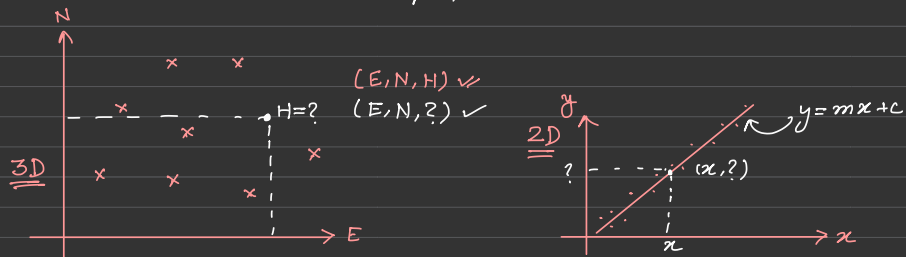 N
(E,N,H)
H=? (E,N,?)
3D
E
y
y=mx+c
2D
? (x,?)
x
x